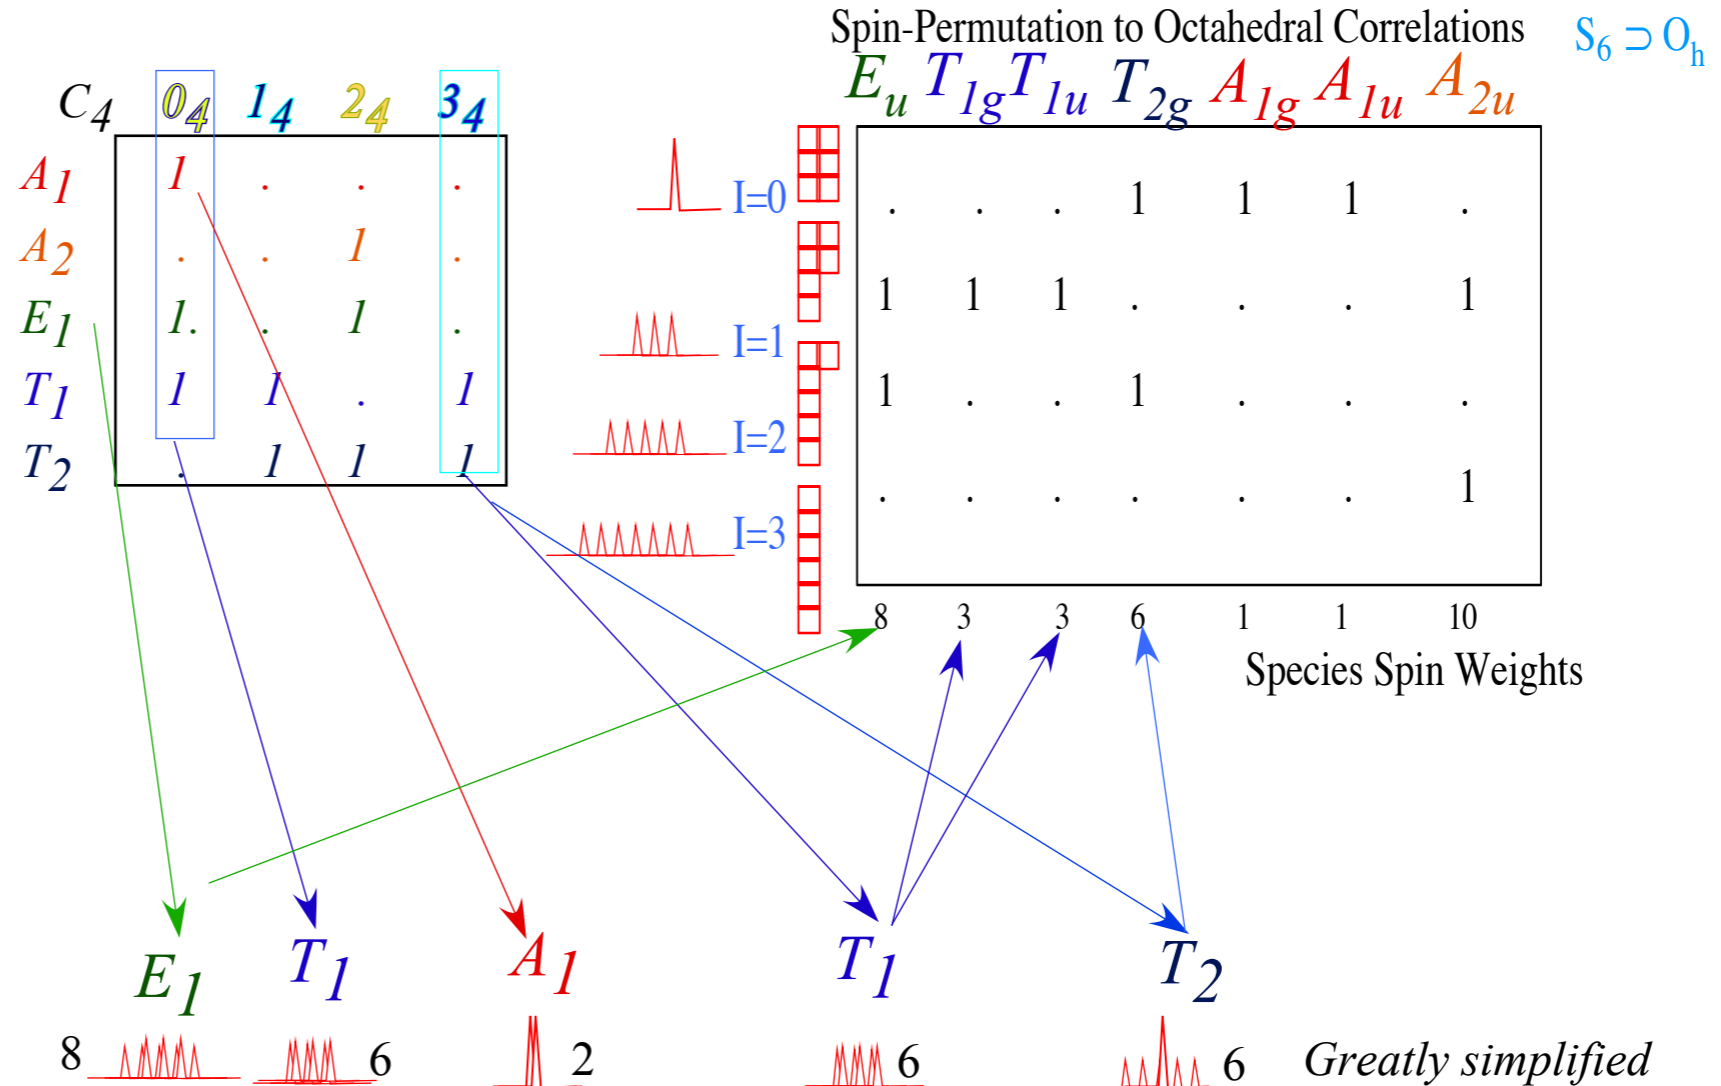 Spin-Permutation to Octahedral Correlations
S6 ⊃ Oh
C4 04 14 24 34
A1 1 . . .
A2 . . 1 .
E1 1. . 1 .
T1 1 1 . 1
T2 . 1 1 1
Eu T1g T1u T2g A1g A1u A2u
I=0 . . . 1 1 1 .
I=1 1 1 1 . . . 1
I=2 1 . . 1 . . .
I=3 . . . . . . 1
8 3 3 6 1 1 10
Species Spin Weights
E1 T1 A1 T1 T2
8 6 2 6 6 Greatly simplified